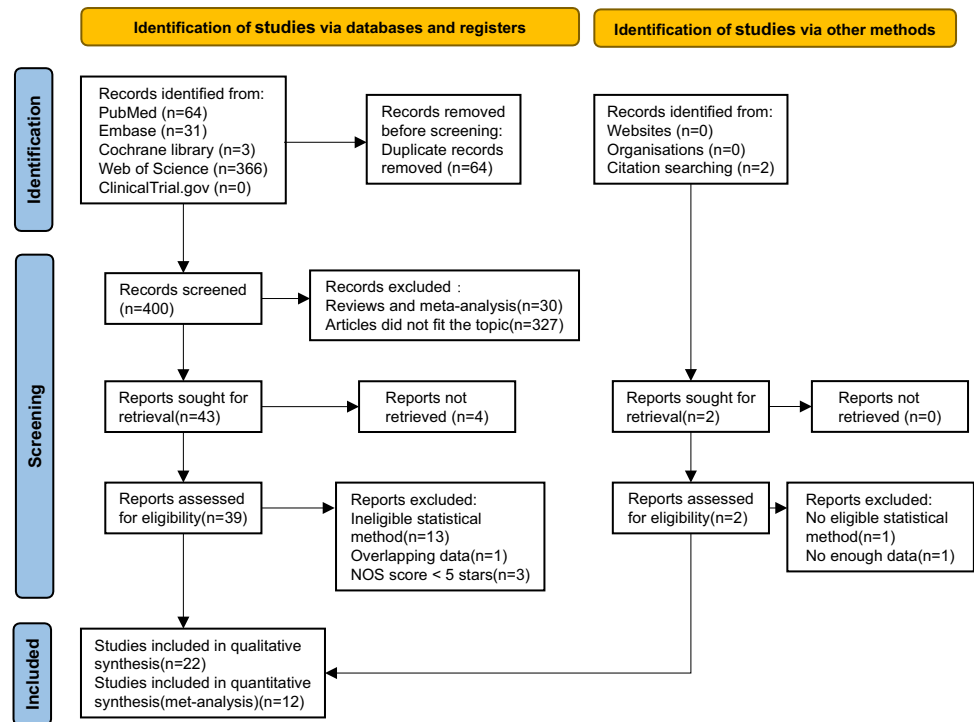 Identification of studies via databases and registers
Identification of studies via other methods
Identification
Records identified from:
PubMed (n=64)
Embase (n=31)
Cochrane library (n=3)
Web of Science (n=366)
ClinicalTrial.gov (n=0)
Records removed
before screening:
Duplicate records
removed (n=64)
Records identified from:
Websites (n=0)
Organisations (n=0)
Citation searching (n=2)
Screening
Records screened
(n=400)
Records excluded：
Reviews and meta-analysis(n=30)
Articles did not fit the topic(n=327)
Reports sought for
retrieval(n=43)
Reports not
retrieved (n=4)
Reports sought for
retrieval(n=2)
Reports not
retrieved (n=0)
Reports assessed
for eligibility(n=39)
Reports excluded:
Ineligible statistical
method(n=13)
Overlapping data(n=1)
NOS score < 5 stars(n=3)
Reports assessed
for eligibility(n=2)
Reports excluded:
No eligible statistical
method(n=1)
No enough data(n=1)
Included
Studies included in qualitative
synthesis(n=22)
Studies included in quantitative
synthesis(met-analysis)(n=12)